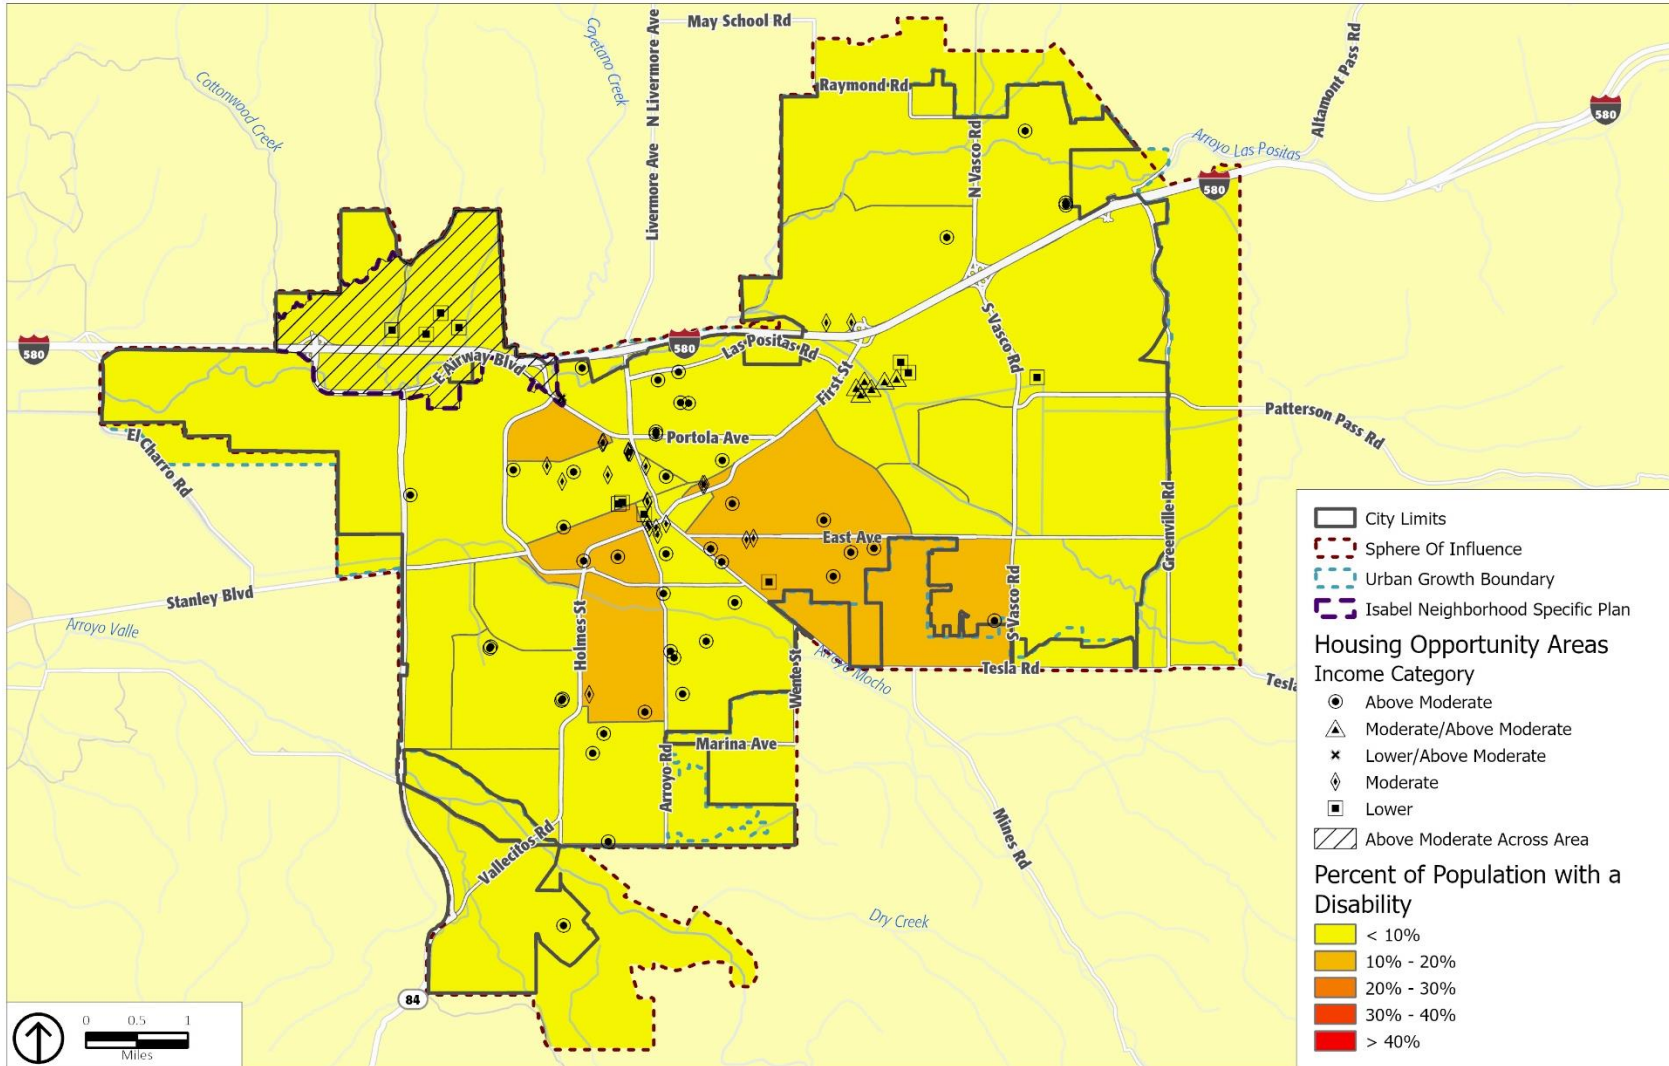 May School Rd
Cottonwood Creek
Cayetano Creek
N Livermore Ave
Livermore Ave
Raymond Rd
N Vasco Rd
Altamont Pass Rd
580
Arroyo Las Positas
580
580
580
E Airway Blvd
Las Positas Rd
First St
S Vasco Rd
Patterson Pass Rd
El Charro Rd
Portola Ave
East Ave
Greenville Rd
Stanley Blvd
Arroyo Valle
Holmes St
S Vasco Rd
Wente St
Arroyo Mocho
Tesla Rd
Tesla
Marina Ave
Arroyo Rd
Vallecitos Rd
Mines Rd
Dry Creek
84
0 0.5 1
Miles
City Limits
Sphere Of Influence
Urban Growth Boundary
Isabel Neighborhood Specific Plan
Housing Opportunity Areas
Income Category
Above Moderate
Moderate/Above Moderate
Lower/Above Moderate
Moderate
Lower
Above Moderate Across Area
Percent of Population with a
Disability
< 10%
10% - 20%
20% - 30%
30% - 40%
> 40%